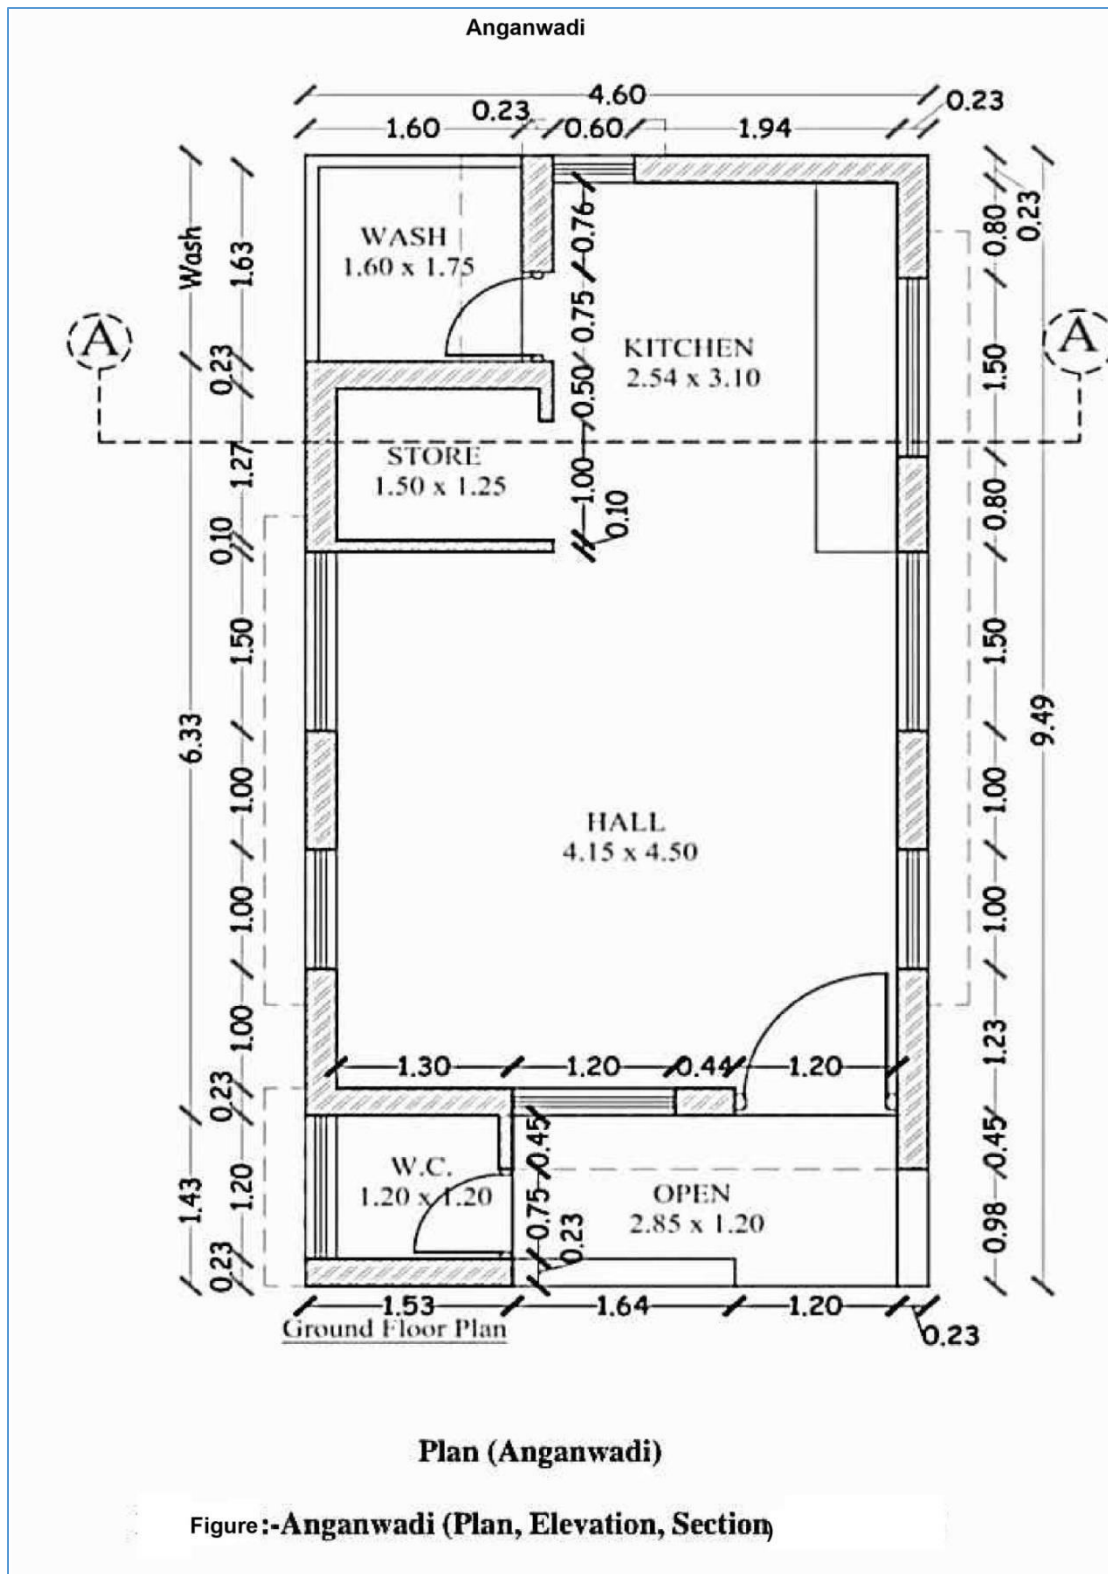 Anganwadi
4.60
0.23
0.23
1.60
0.60
1.94
Wash
1.63
0.76
0.80
0.23
WASH
1.60 x 1.75
0.75
A
A
KITCHEN
2.54 x 3.10
1.50
0.23
0.50
STORE
1.50 x 1.25
1.27
1.00
0.80
0.10
0.10
1.50
1.50
6.33
9.49
1.00
1.00
HALL
4.15 x 4.50
1.00
1.00
1.00
1.23
1.30
1.20
0.44
1.20
0.23
0.45
0.45
W.C.
1.20 x 1.20
OPEN
2.85 x 1.20
1.43
1.20
0.75
0.23
0.98
0.23
1.53
1.64
1.20
0.23
Ground Floor Plan
Plan (Anganwadi)
Figure:-Anganwadi (Plan, Elevation, Section)